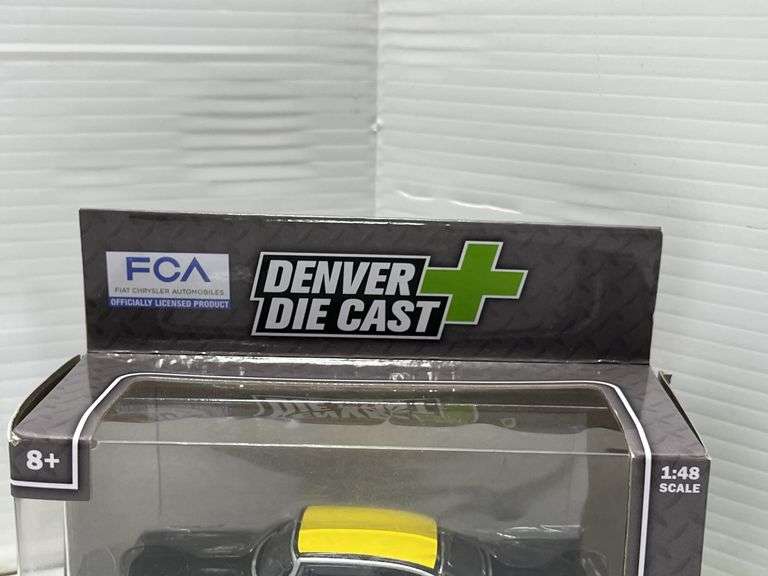 FCA
FIAT CHRYSLER AUTOMOBILES
OFFICIALLY LICENSED PRODUCT
DENVER
DIE CAST
8+
1:48
SCALE